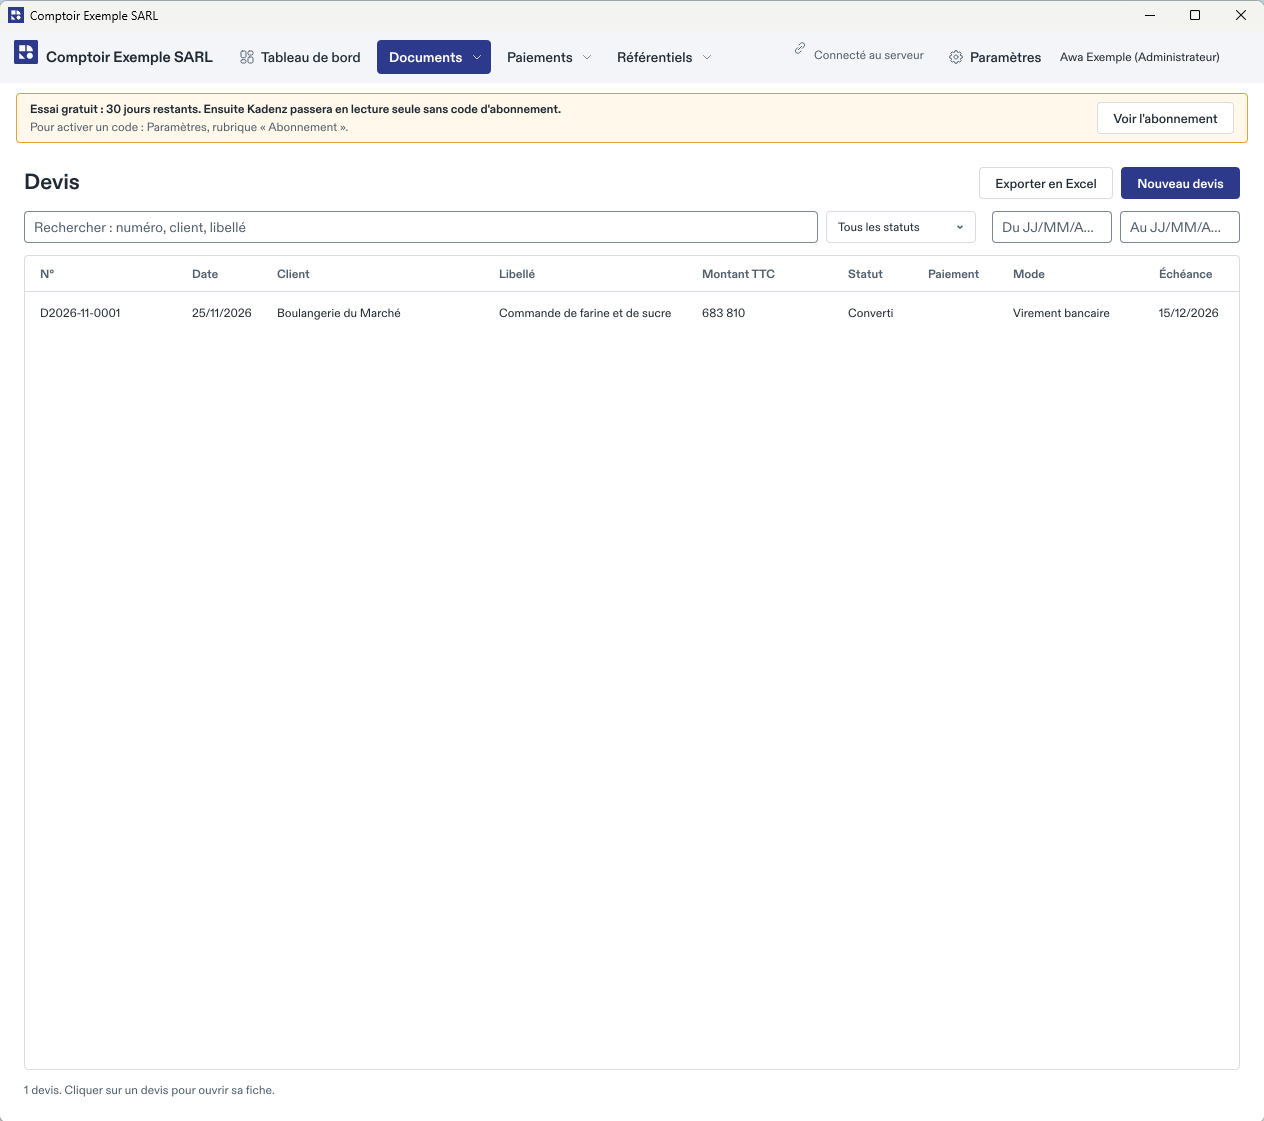 Comptoir Exemple SARL
Comptoir Exemple SARL Tableau de bord Documents Paiements Référentiels Connecté au serveur Paramètres Awa Exemple (Administrateur)
Essai gratuit : 30 jours restants. Ensuite Kadenz passera en lecture seule sans code d'abonnement.
Pour activer un code : Paramètres, rubrique « Abonnement ».
Voir l'abonnement
Devis
Exporter en Excel Nouveau devis
Rechercher : numéro, client, libellé Tous les statuts Du JJ/MM/A... Au JJ/MM/A...
N° Date Client Libellé Montant TTC Statut Paiement Mode Échéance
D2026-11-0001 25/11/2026 Boulangerie du Marché Commande de farine et de sucre 683 810 Converti Virement bancaire 15/12/2026
1 devis. Cliquer sur un devis pour ouvrir sa fiche.